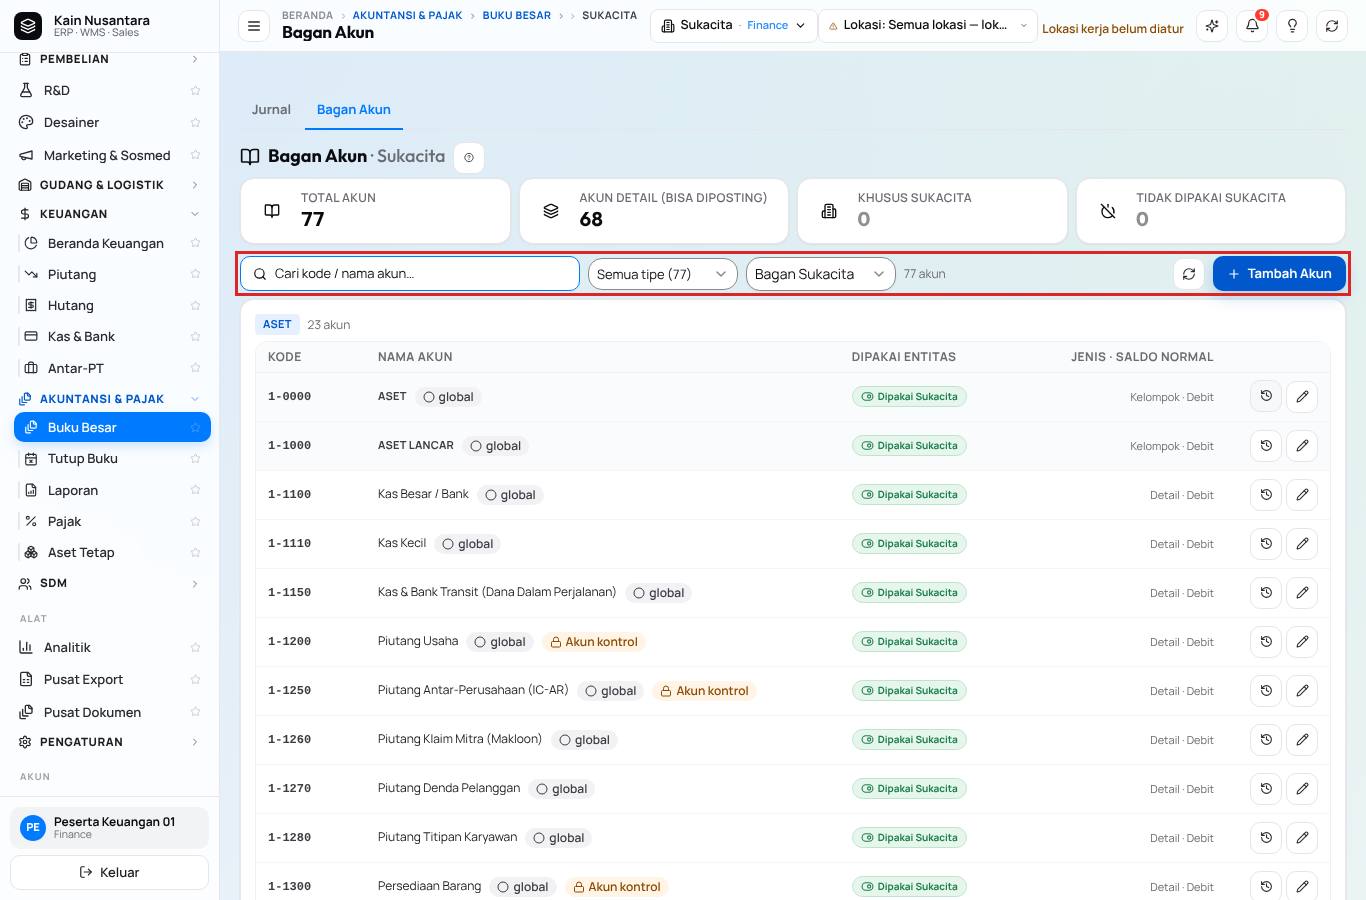 Kain Nusantara
ERP · WMS · Sales
PEMBELIAN
R&D
Desainer
Marketing & Sosmed
GUDANG & LOGISTIK
KEUANGAN
Beranda Keuangan
Piutang
Hutang
Kas & Bank
Antar-PT
AKUNTANSI & PAJAK
Buku Besar
Tutup Buku
Laporan
Pajak
Aset Tetap
SDM
ALAT
Analitik
Pusat Export
Pusat Dokumen
PENGATURAN
AKUN
PE Peserta Keuangan 01
Finance
Keluar
BERANDA › AKUNTANSI & PAJAK › BUKU BESAR › › SUKACITA
Bagan Akun
Sukacita · Finance
Lokasi: Semua lokasi — lok...
Lokasi kerja belum diatur
9
Jurnal Bagan Akun
Bagan Akun · Sukacita
TOTAL AKUN
77
AKUN DETAIL (BISA DIPOSTING)
68
KHUSUS SUKACITA
0
TIDAK DIPAKAI SUKACITA
0
Cari kode / nama akun... Semua tipe (77) Bagan Sukacita 77 akun + Tambah Akun
ASET 23 akun
KODE NAMA AKUN DIPAKAI ENTITAS JENIS · SALDO NORMAL
1-0000 ASET global Dipakai Sukacita Kelompok · Debit
1-1000 ASET LANCAR global Dipakai Sukacita Kelompok · Debit
1-1100 Kas Besar / Bank global Dipakai Sukacita Detail · Debit
1-1110 Kas Kecil global Dipakai Sukacita Detail · Debit
1-1150 Kas & Bank Transit (Dana Dalam Perjalanan) global Dipakai Sukacita Detail · Debit
1-1200 Piutang Usaha global Akun kontrol Dipakai Sukacita Detail · Debit
1-1250 Piutang Antar-Perusahaan (IC-AR) global Akun kontrol Dipakai Sukacita Detail · Debit
1-1260 Piutang Klaim Mitra (Makloon) global Dipakai Sukacita Detail · Debit
1-1270 Piutang Denda Pelanggan global Dipakai Sukacita Detail · Debit
1-1280 Piutang Titipan Karyawan global Dipakai Sukacita Detail · Debit
1-1300 Persediaan Barang global Akun kontrol Dipakai Sukacita Detail · Debit